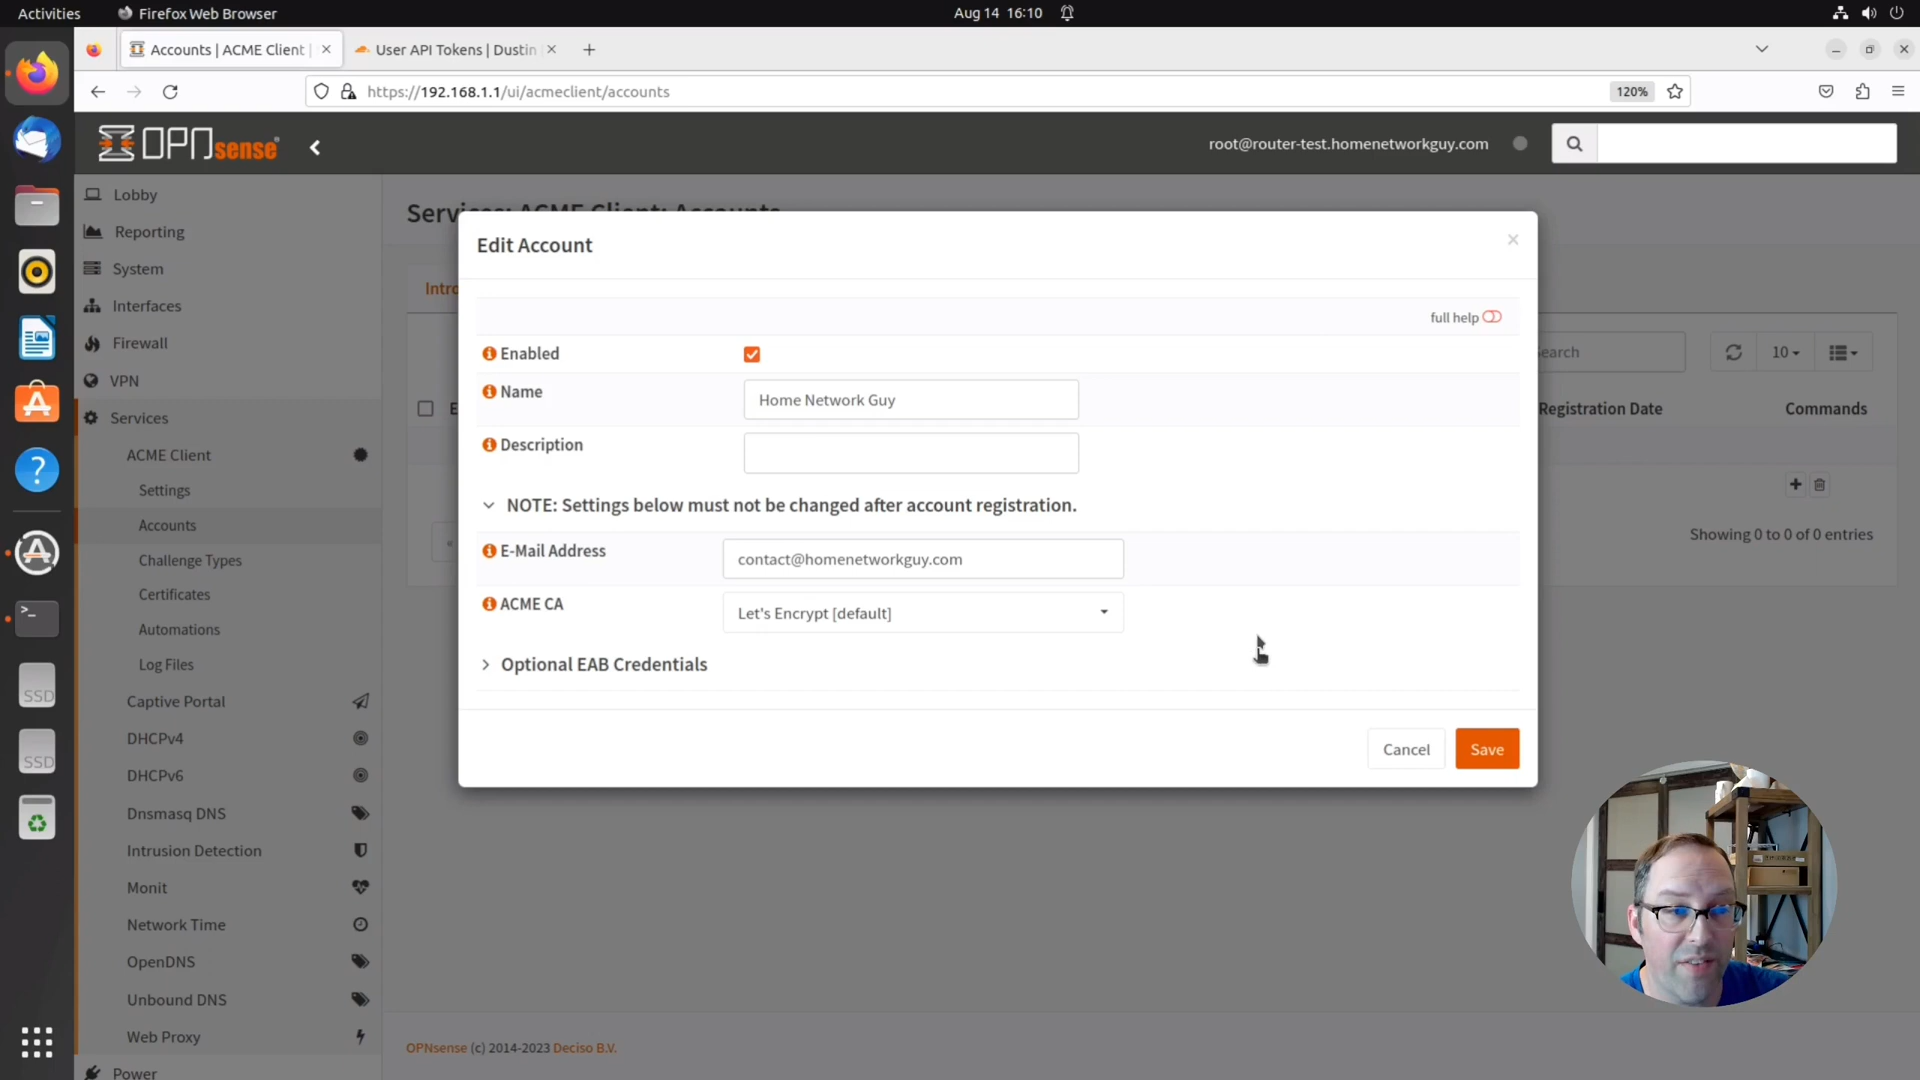 Activities
Firefox Web Browser
Aug 14 16:10
Accounts | ACME Client |
User API Tokens | Dustin
https://192.168.1.1/ui/acmeclient/accounts
120%
OPNsense
root@router-test.homenetworkguy.com
Lobby
Reporting
System
Interfaces
Firewall
VPN
Services
ACME Client
Settings
Accounts
Challenge Types
Certificates
Automations
Log Files
Captive Portal
DHCPv4
DHCPv6
Dnsmasq DNS
Intrusion Detection
Monit
Network Time
OpenDNS
Unbound DNS
Web Proxy
Power
SSD
SSD
Services: ACME Client: Accounts
Intro
Edit Account
full help
Enabled
Name
Home Network Guy
Description
NOTE: Settings below must not be changed after account registration.
E-Mail Address
contact@homenetworkguy.com
ACME CA
Let's Encrypt [default]
Optional EAB Credentials
Cancel
Save
10
Registration Date
Commands
Showing 0 to 0 of 0 entries
OPNsense (c) 2014-2023 Deciso B.V.